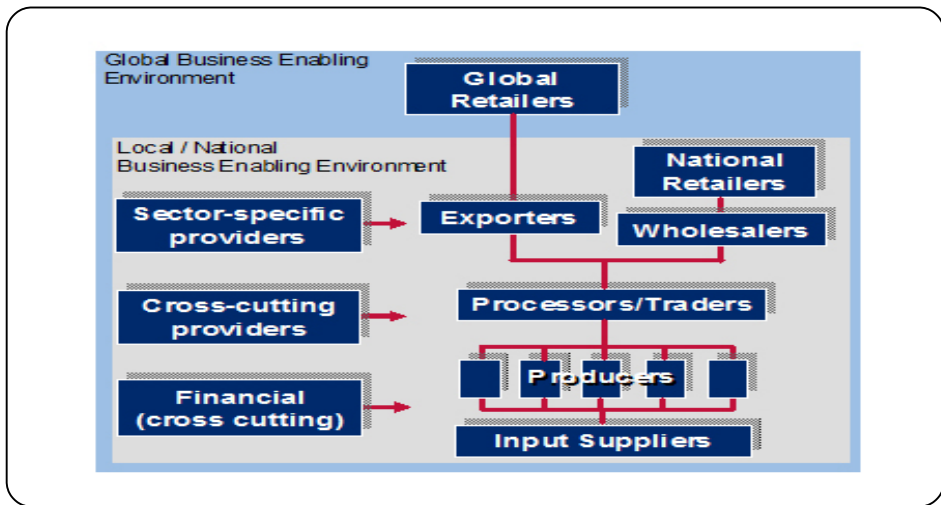 Global Business Enabling
Environment
Global
Retailers
Local / National
Business Enabling Environment
National
Retailers
Sector-specific
providers
Exporters
Wholesalers
Cross-cutting
providers
Processors/Traders
Producers
Financial
(cross cutting)
Input Suppliers